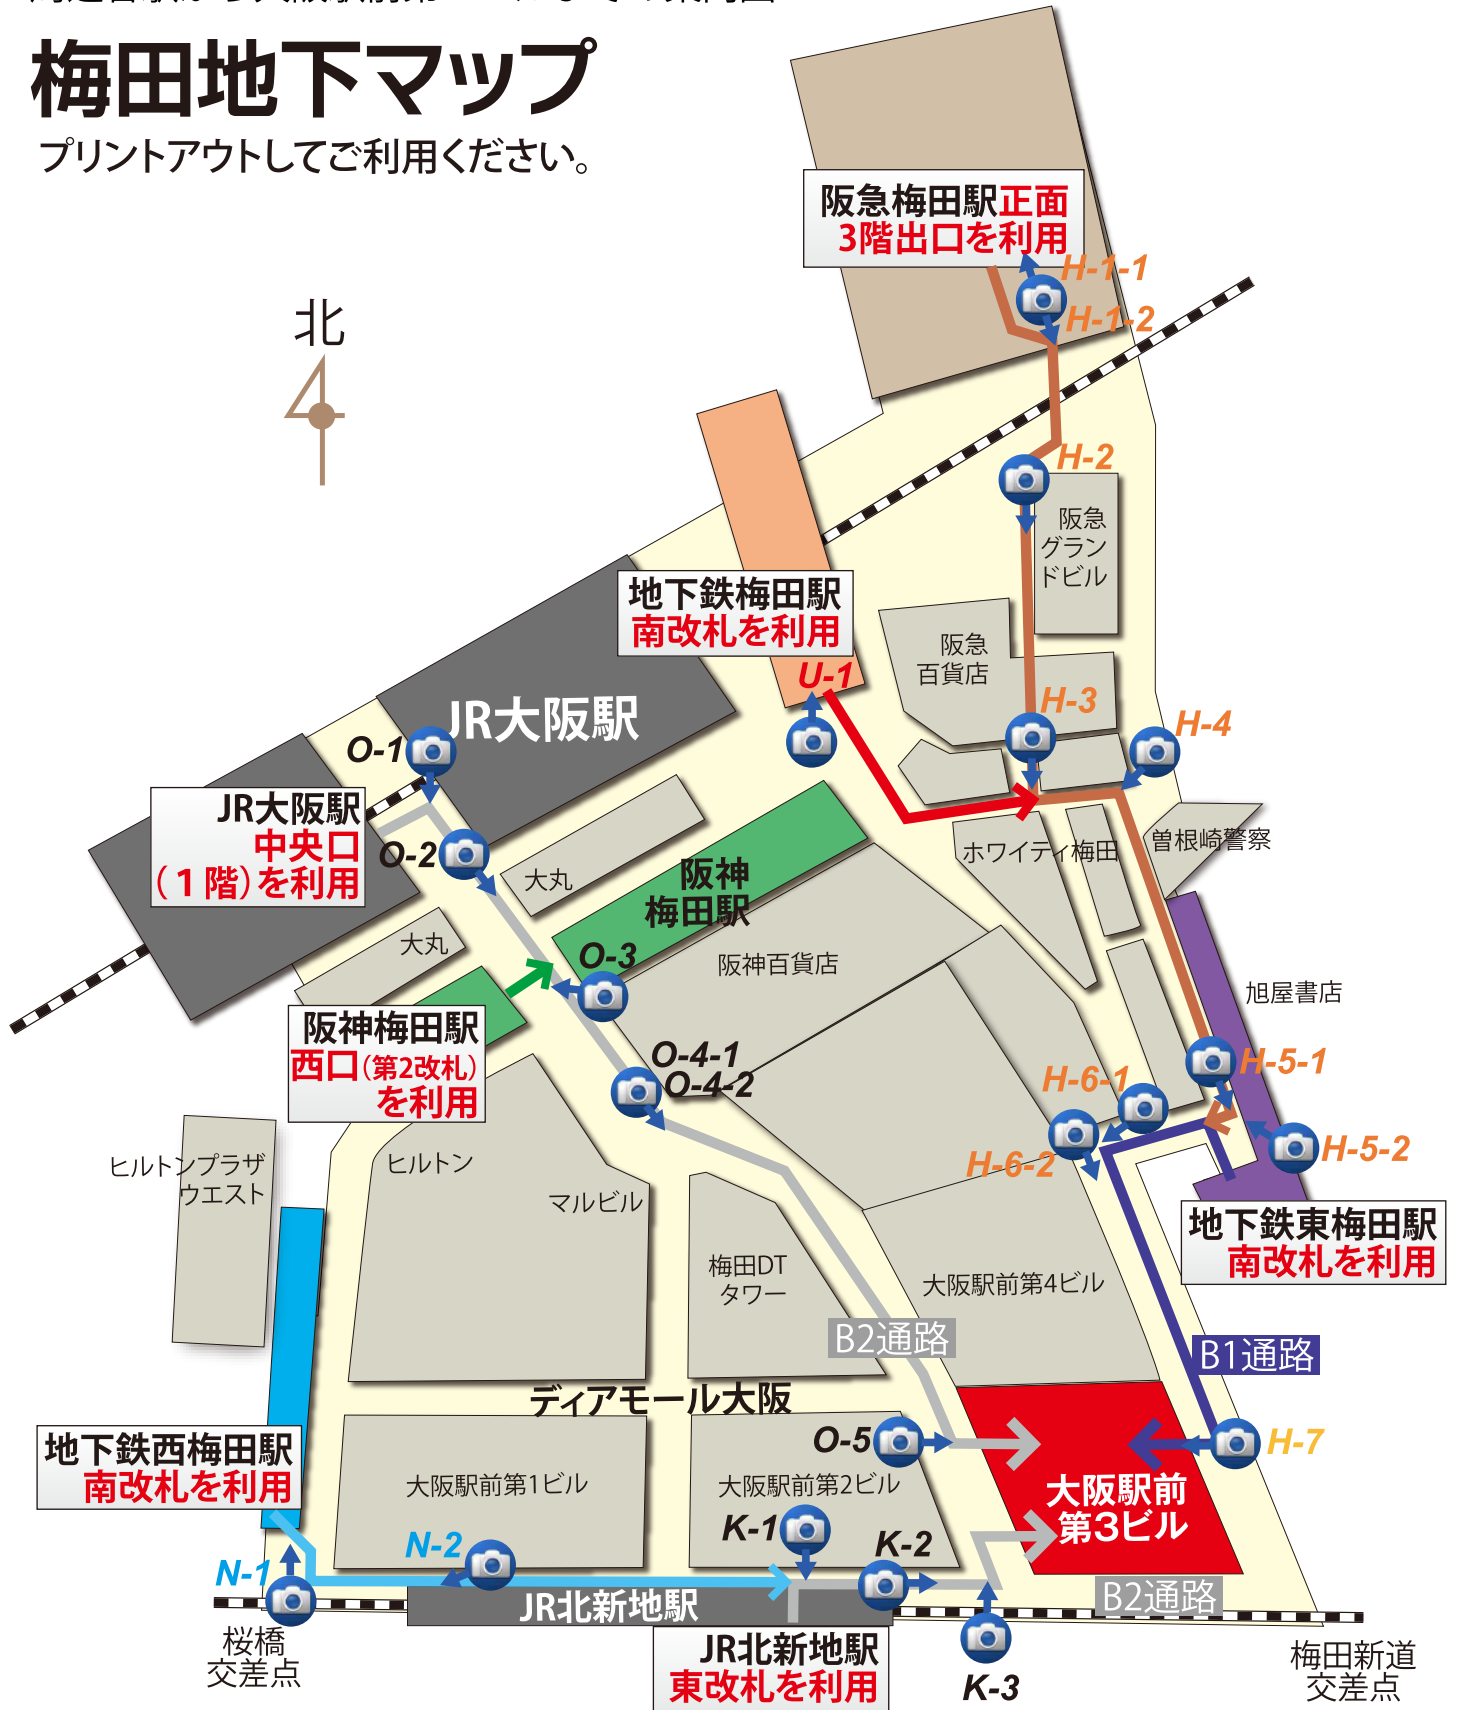 梅田地下マップ
プリントアウトしてご利用ください。
北
阪急梅田駅正面
3階出口を利用
H-1-1
H-1-2
H-2
阪急
グラン
ドビル
地下鉄梅田駅
南改札を利用
U-1
阪急
百貨店
H-3
H-4
JR大阪駅
O-1
JR大阪駅
中央口
（1階）を利用
O-2
大丸
阪神
梅田駅
ホワイティ梅田
曽根崎警察
大丸
O-3
阪神百貨店
旭屋書店
阪神梅田駅
西口（第2改札）
を利用
O-4-1
O-4-2
H-5-1
H-6-1
H-6-2
H-5-2
ヒルトンプラザ
ウエスト
ヒルトン
マルビル
地下鉄東梅田駅
南改札を利用
梅田DT
タワー
大阪駅前第4ビル
B2通路
B1通路
ディアモール大阪
地下鉄西梅田駅
南改札を利用
O-5
H-7
大阪駅前第1ビル
大阪駅前第2ビル
大阪駅前
第3ビル
K-1
K-2
N-2
N-1
JR北新地駅
B2通路
桜橋
交差点
JR北新地駅
東改札を利用
K-3
梅田新道
交差点